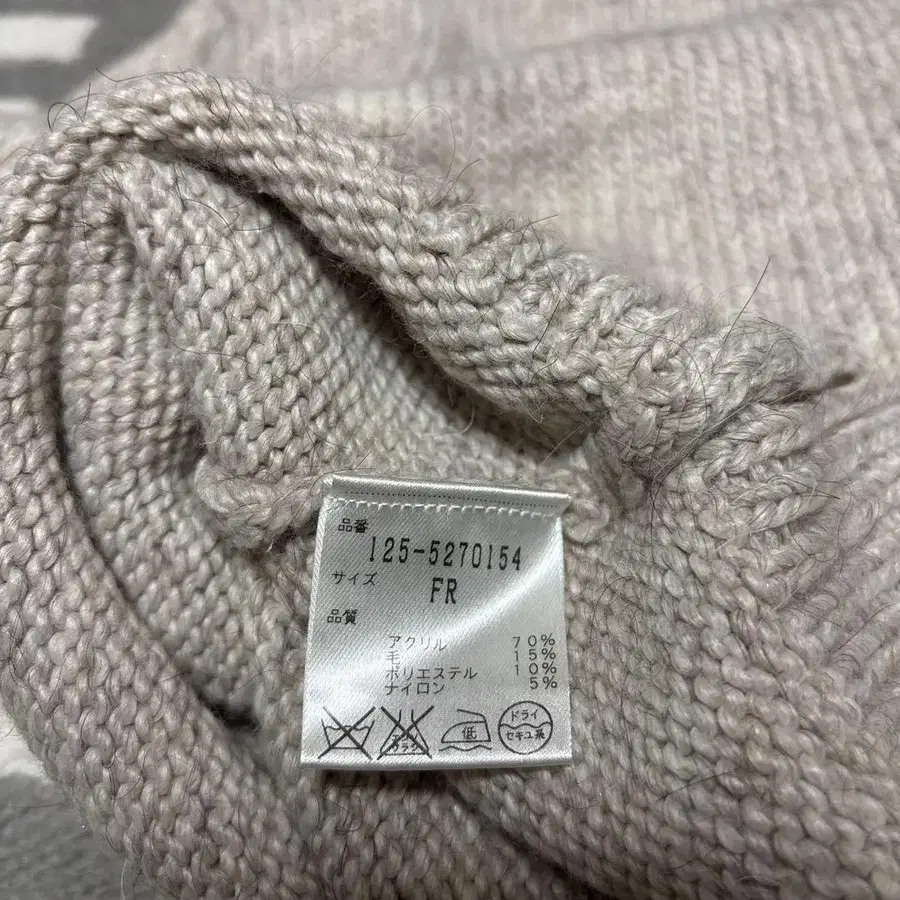 品番
125-5270154
サイズ
FR
品質
アクリル 70%
毛 15%
ポリエステル 10%
ナイロン 5%
低
ドライ
セキユ系